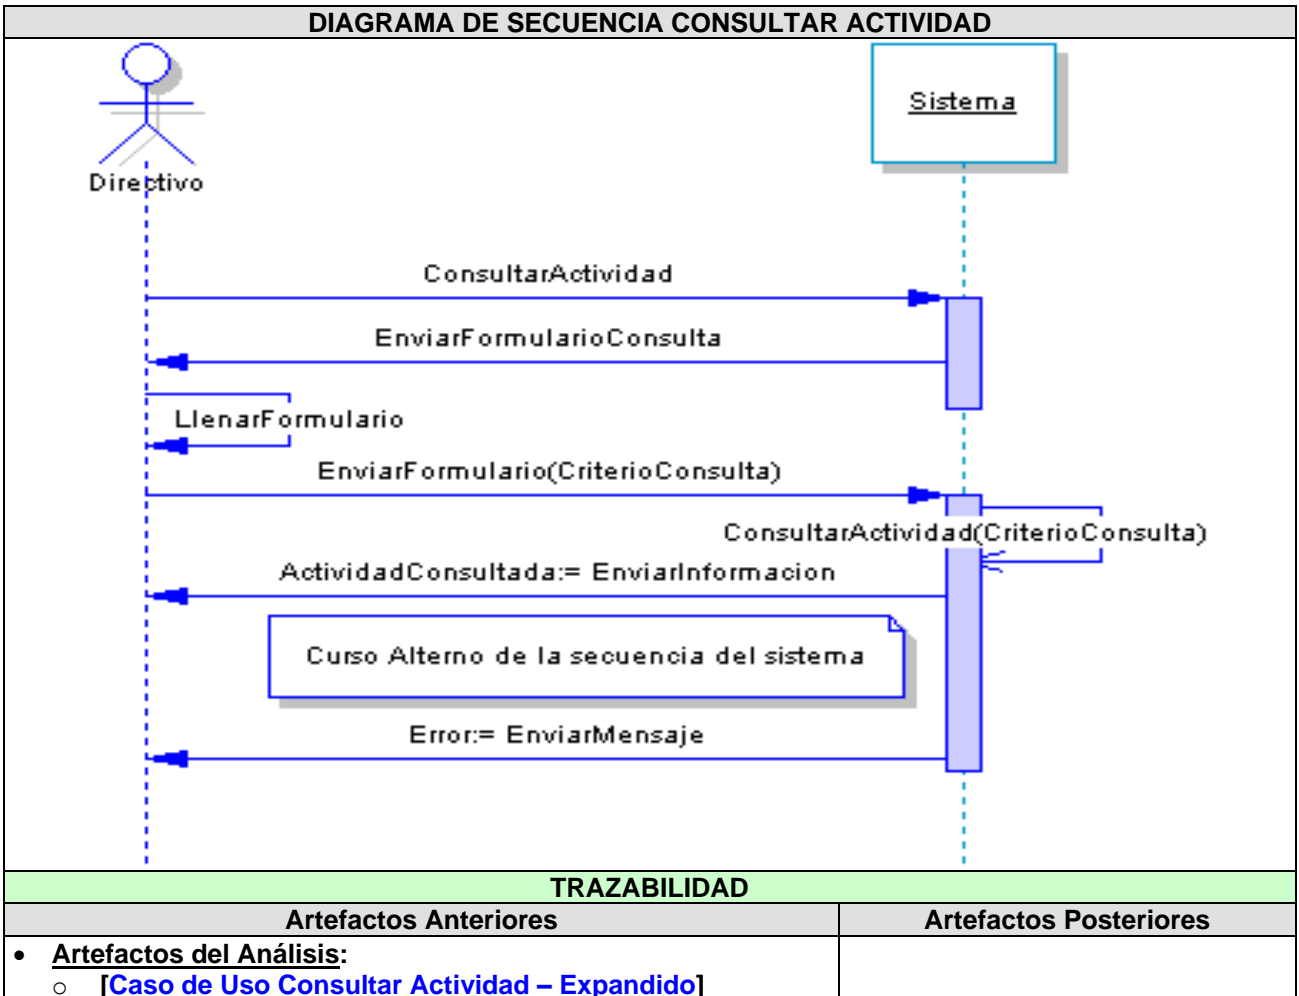 DIAGRAMA DE SECUENCIA CONSULTAR ACTIVIDAD
Sistema
Directivo
ConsultarActividad
EnviarFormularioConsulta
LlenarFormulario
EnviarFormulario(CriterioConsulta)
ConsultarActividad(CriterioConsulta)
ActividadConsultada:= EnviarInformacion
Curso Alterno de la secuencia del sistema
Error:= EnviarMensaje
TRAZABILIDAD
Artefactos Anteriores Artefactos Posteriores
• Artefactos del Análisis:
o [Caso de Uso Consultar Actividad – Expandido]